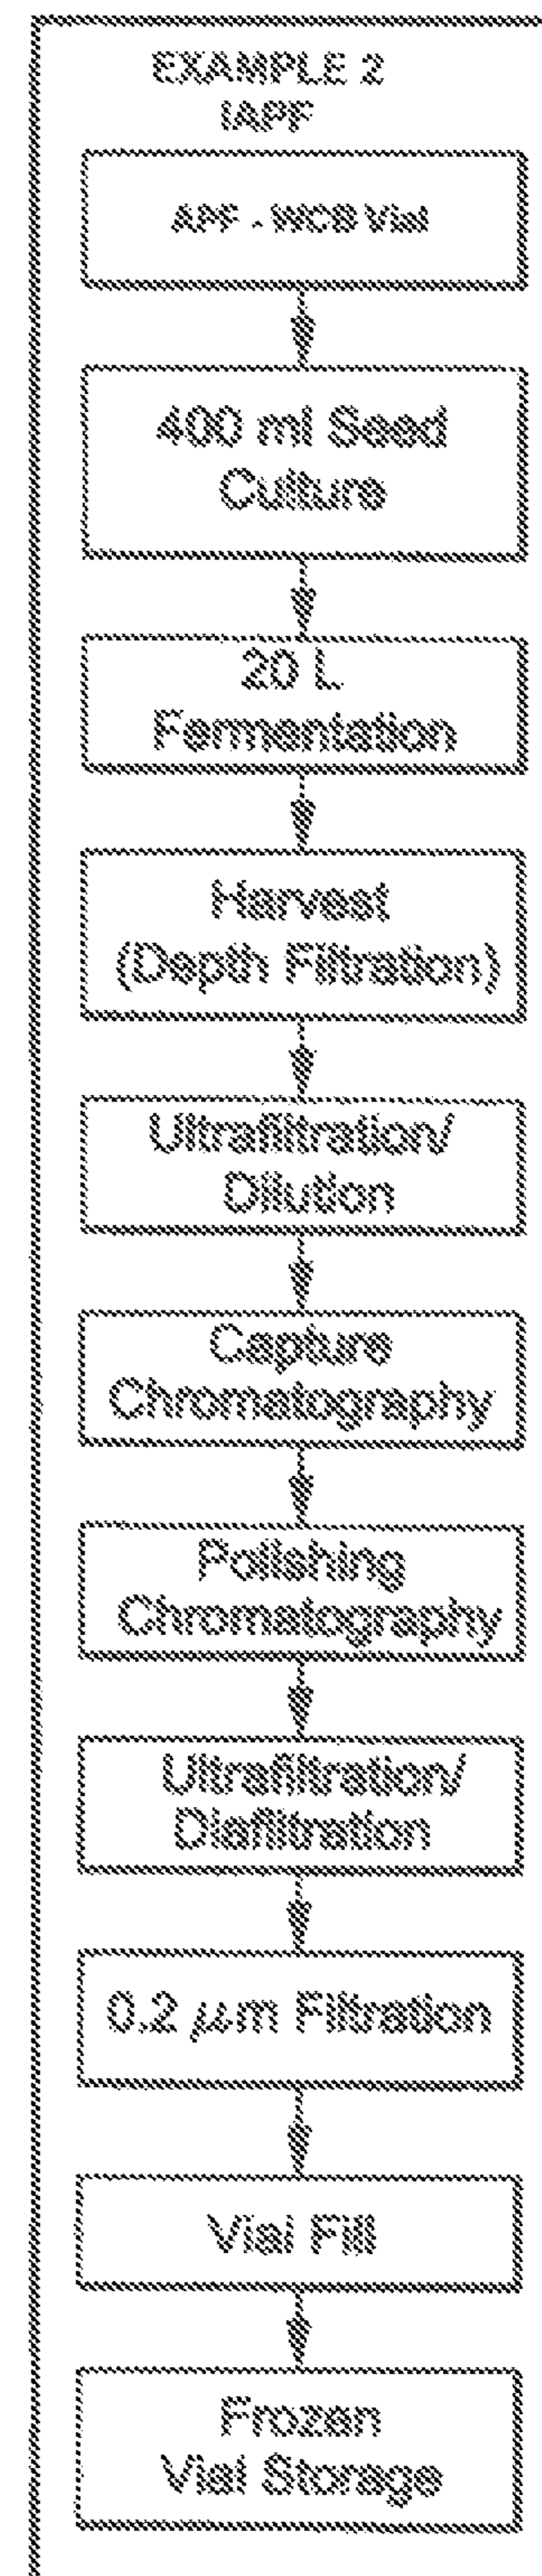 EXAMPLE 2
IAPF
APF - WCB Vial
400 ml Seed
Culture
20 L
Fermentation
Harvest
(Depth Filtration)
Ultrafiltration/
Dilution
Capture
Chromatography
Polishing
Chromatography
Ultrafiltration/
Diafiltration
0.2 μm Filtration
Vial Fill
Frozen
Vial Storage